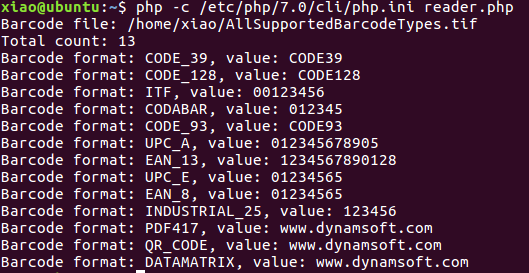 xiao@ubuntu:~$ php -c /etc/php/7.0/cli/php.ini reader.php
Barcode file: /home/xiao/AllSupportedBarcodeTypes.tif
Total count: 13
Barcode format: CODE_39, value: CODE39
Barcode format: CODE_128, value: CODE128
Barcode format: ITF, value: 00123456
Barcode format: CODABAR, value: 012345
Barcode format: CODE_93, value: CODE93
Barcode format: UPC_A, value: 012345678905
Barcode format: EAN_13, value: 1234567890128
Barcode format: UPC_E, value: 01234565
Barcode format: EAN_8, value: 01234565
Barcode format: INDUSTRIAL_25, value: 123456
Barcode format: PDF417, value: www.dynamsoft.com
Barcode format: QR_CODE, value: www.dynamsoft.com
Barcode format: DATAMATRIX, value: www.dynamsoft.com